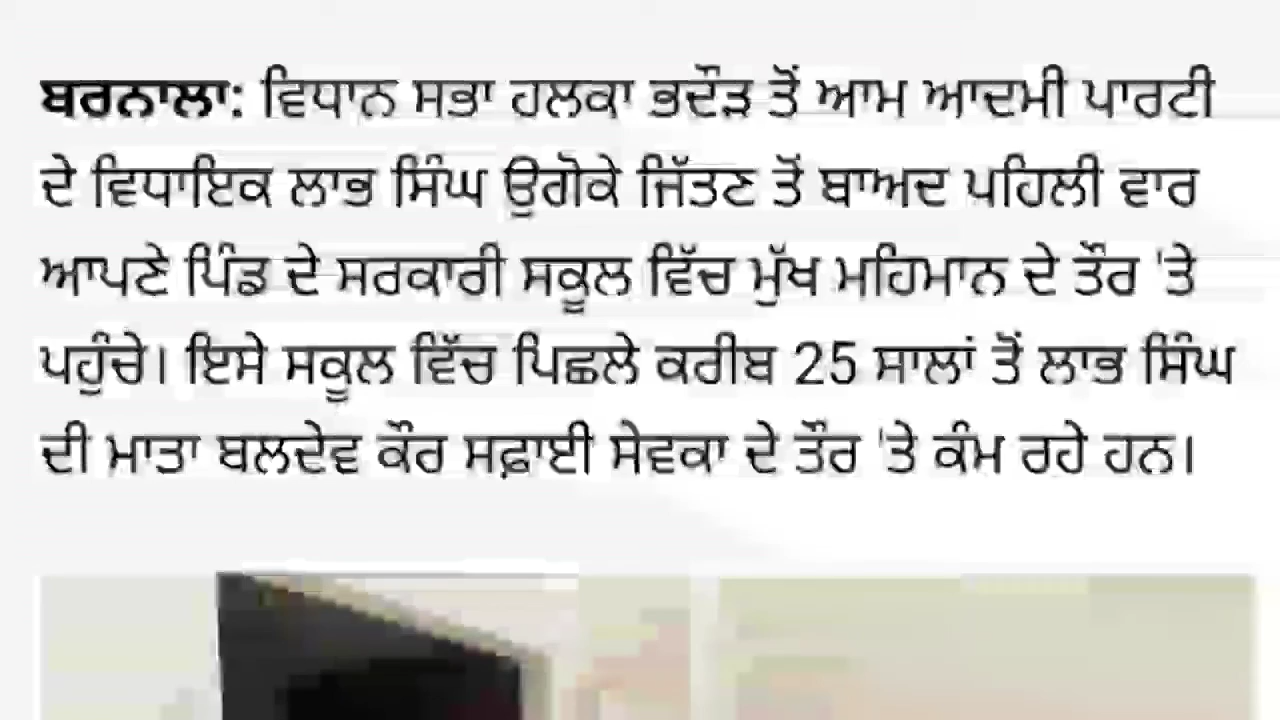 ਬਰਨਾਲਾ: ਵਿਧਾਨ ਸਭਾ ਹਲਕਾ ਭਦੌੜ ਤੋਂ ਆਮ ਆਦਮੀ ਪਾਰਟੀ
ਦੇ ਵਿਧਾਇਕ ਲਾਭ ਸਿੰਘ ਉਗੋਕੇ ਜਿੱਤਣ ਤੋਂ ਬਾਅਦ ਪਹਿਲੀ ਵਾਰ
ਆਪਣੇ ਪਿੰਡ ਦੇ ਸਰਕਾਰੀ ਸਕੂਲ ਵਿੱਚ ਮੁੱਖ ਮਹਿਮਾਨ ਦੇ ਤੌਰ 'ਤੇ
ਪਹੁੰਚੇ। ਇਸੇ ਸਕੂਲ ਵਿੱਚ ਪਿਛਲੇ ਕਰੀਬ 25 ਸਾਲਾਂ ਤੋਂ ਲਾਭ ਸਿੰਘ
ਦੀ ਮਾਤਾ ਬਲਦੇਵ ਕੌਰ ਸਫ਼ਾਈ ਸੇਵਕਾ ਦੇ ਤੌਰ 'ਤੇ ਕੰਮ ਰਹੇ ਹਨ।